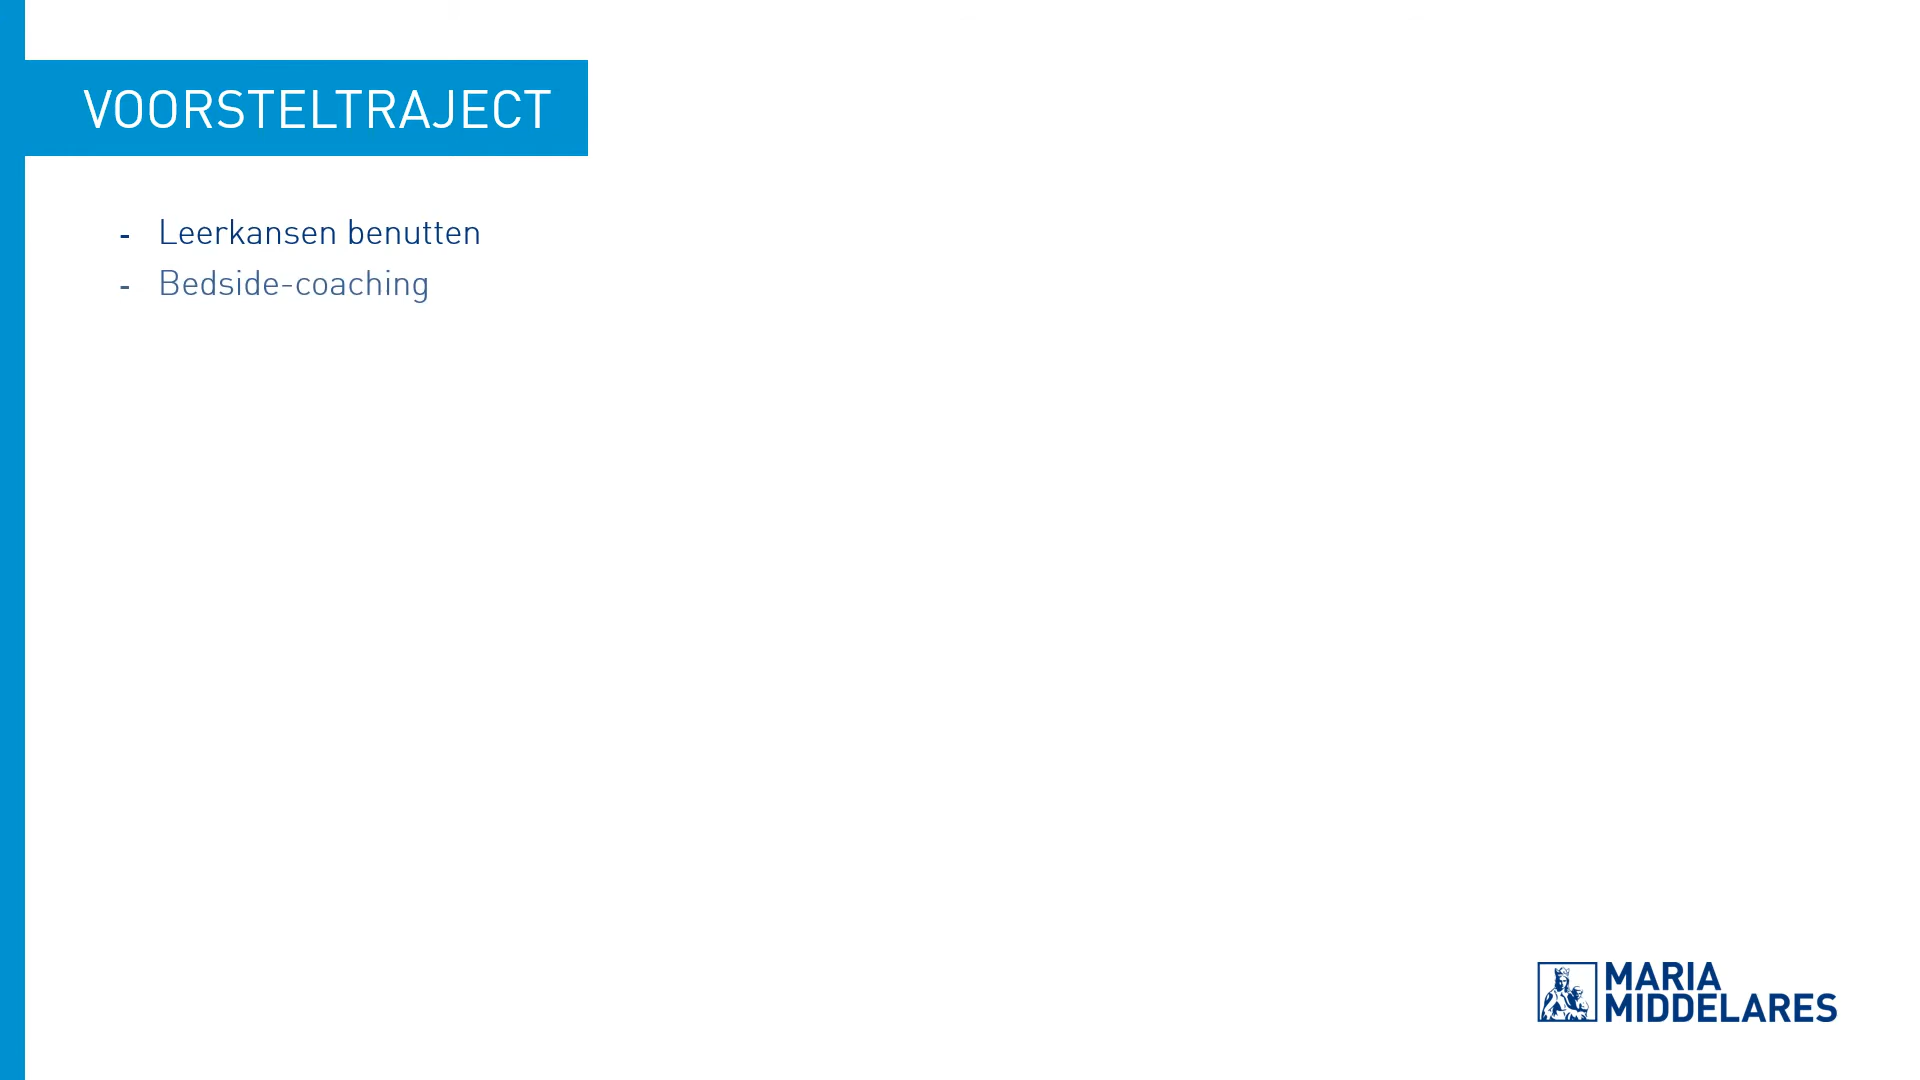 VOORSTELTRAJECT
- Leerkansen benutten
- Bedside-coaching
MARIA
MIDDELARES